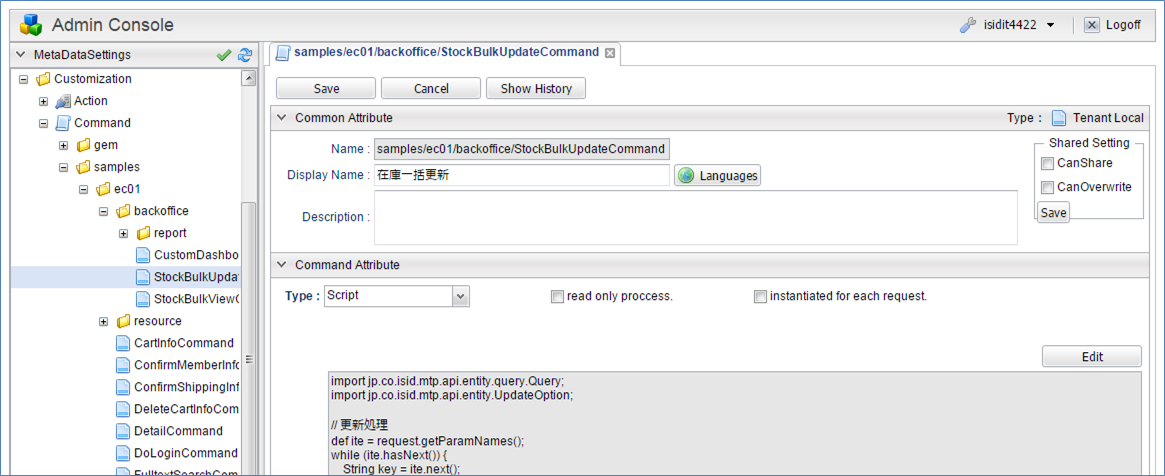 Admin Console
isidit4422
Logoff
MetaDataSettings
Customization
Action
Command
gem
samples
ec01
backoffice
report
CustomDashbo
StockBulkUpda
StockBulkViewC
resource
CartInfoCommand
ConfirmMemberInfo
ConfirmShippingInf
DeleteCartInfoCom
DetailCommand
DoLoginCommand
FulltextSearchCom
samples/ec01/backoffice/StockBulkUpdateCommand
Save Cancel Show History
Common Attribute Type : Tenant Local
Name : samples/ec01/backoffice/StockBulkUpdateCommand
Display Name : 在庫一括更新 Languages
Description :
Shared Setting
CanShare
CanOverwrite
Save
Command Attribute
Type : Script read only proccess. instantiated for each request.
Edit
import jp.co.isid.mtp.api.entity.query.Query;
import jp.co.isid.mtp.api.entity.UpdateOption;
// 更新処理
def ite = request.getParamNames();
while (ite.hasNext()) {
String key = ite.next();